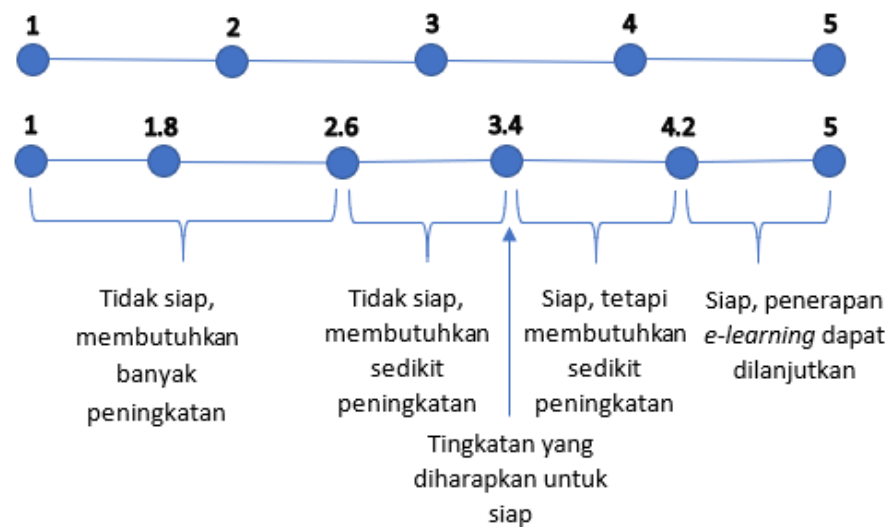 1 2 3 4 5
1 1.8 2.6 3.4 4.2 5
Tidak siap,
membutuhkan
banyak
peningkatan
Tidak siap,
membutuhkan
sedikit
peningkatan
Siap, tetapi
membutuhkan
sedikit
peningkatan
Siap, penerapan
e-learning dapat
dilanjutkan
Tingkatan yang
diharapkan untuk
siap